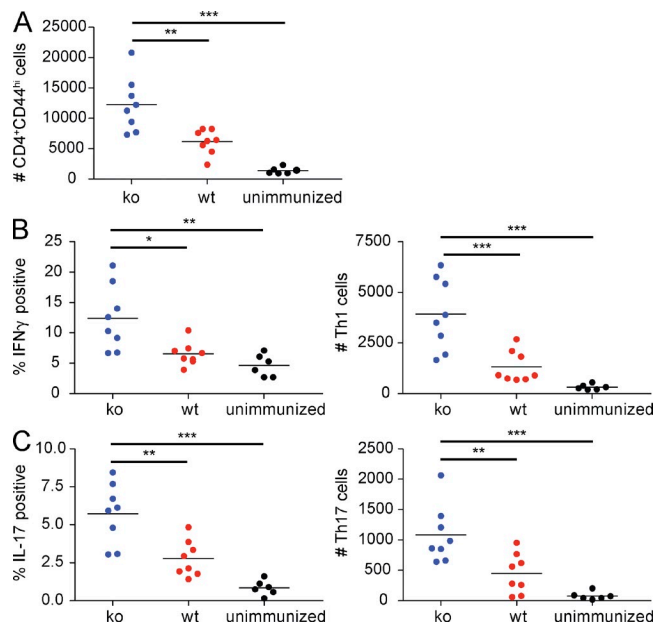 A
***
**
# CD4⁺CD44ʰⁱ cells
25000
20000
15000
10000
5000
0
ko
wt
unimmunized
B
**
*
% IFNγ positive
25
20
15
10
5
0
ko
wt
unimmunized
***
***
# Th1 cells
7500
5000
2500
0
ko
wt
unimmunized
C
***
**
% IL-17 positive
10.0
7.5
5.0
2.5
0
ko
wt
unimmunized
***
**
# Th17 cells
2500
2000
1500
1000
500
0
ko
wt
unimmunized